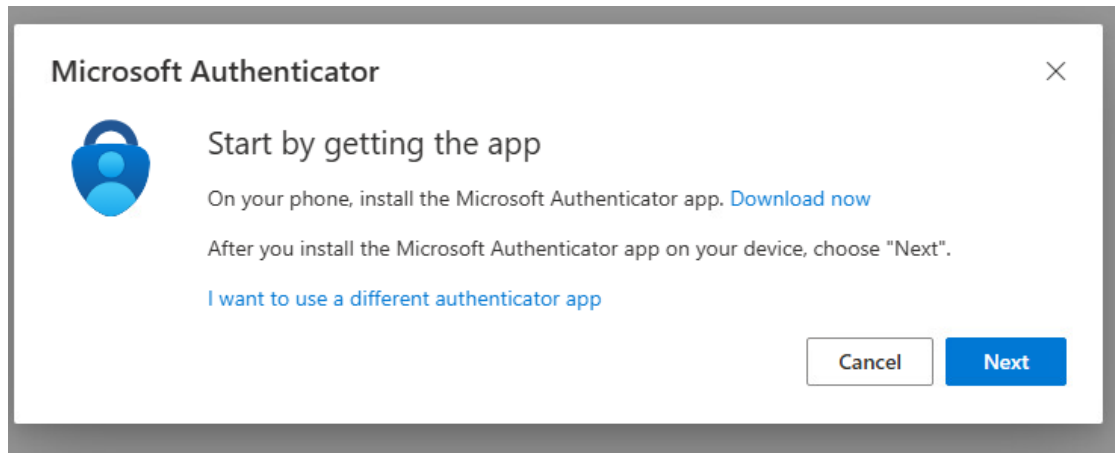 Microsoft Authenticator
Start by getting the app
On your phone, install the Microsoft Authenticator app. Download now
After you install the Microsoft Authenticator app on your device, choose "Next".
I want to use a different authenticator app
Cancel
Next